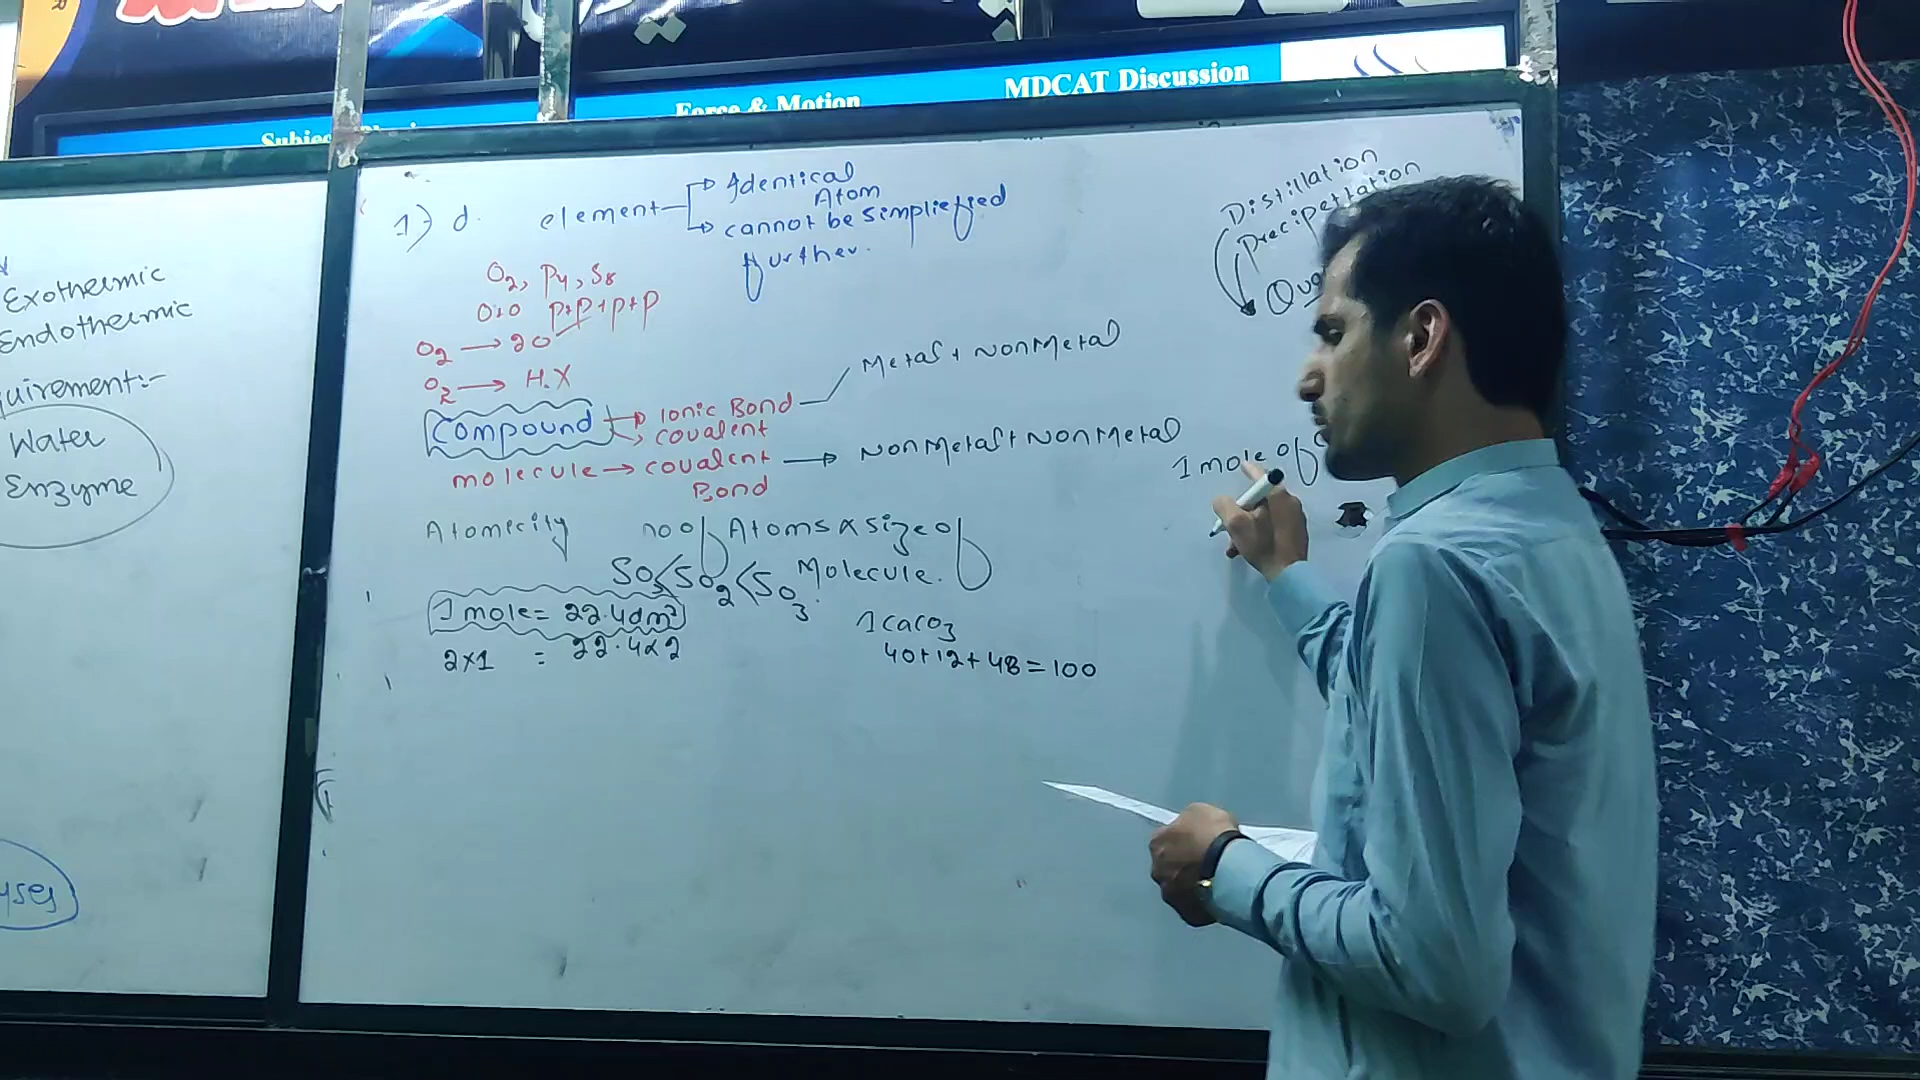 MDCAT Discussion
Force & Motion
Exothermic
Endothermic
quirement:-
Water
Enzyme
yses
1) d. element → Identical Atom
→ cannot be simpliefied further.
O2, P4, S8
O+O P+P+P+P
O2 → 2O
O2 → H.X
Compound → Ionic Bond — Metal + NonMetal
→ covalent
molecule → covalent Bond → NonMetal + NonMetal
Atomicity no of Atoms ∝ size of Molecule.
SO < SO2 < SO3
1 mole = 22.4dm³
2×1 = 22.4×2
1 CaCO3
40+12+48=100
Distillation
Precipettation
1 mole of